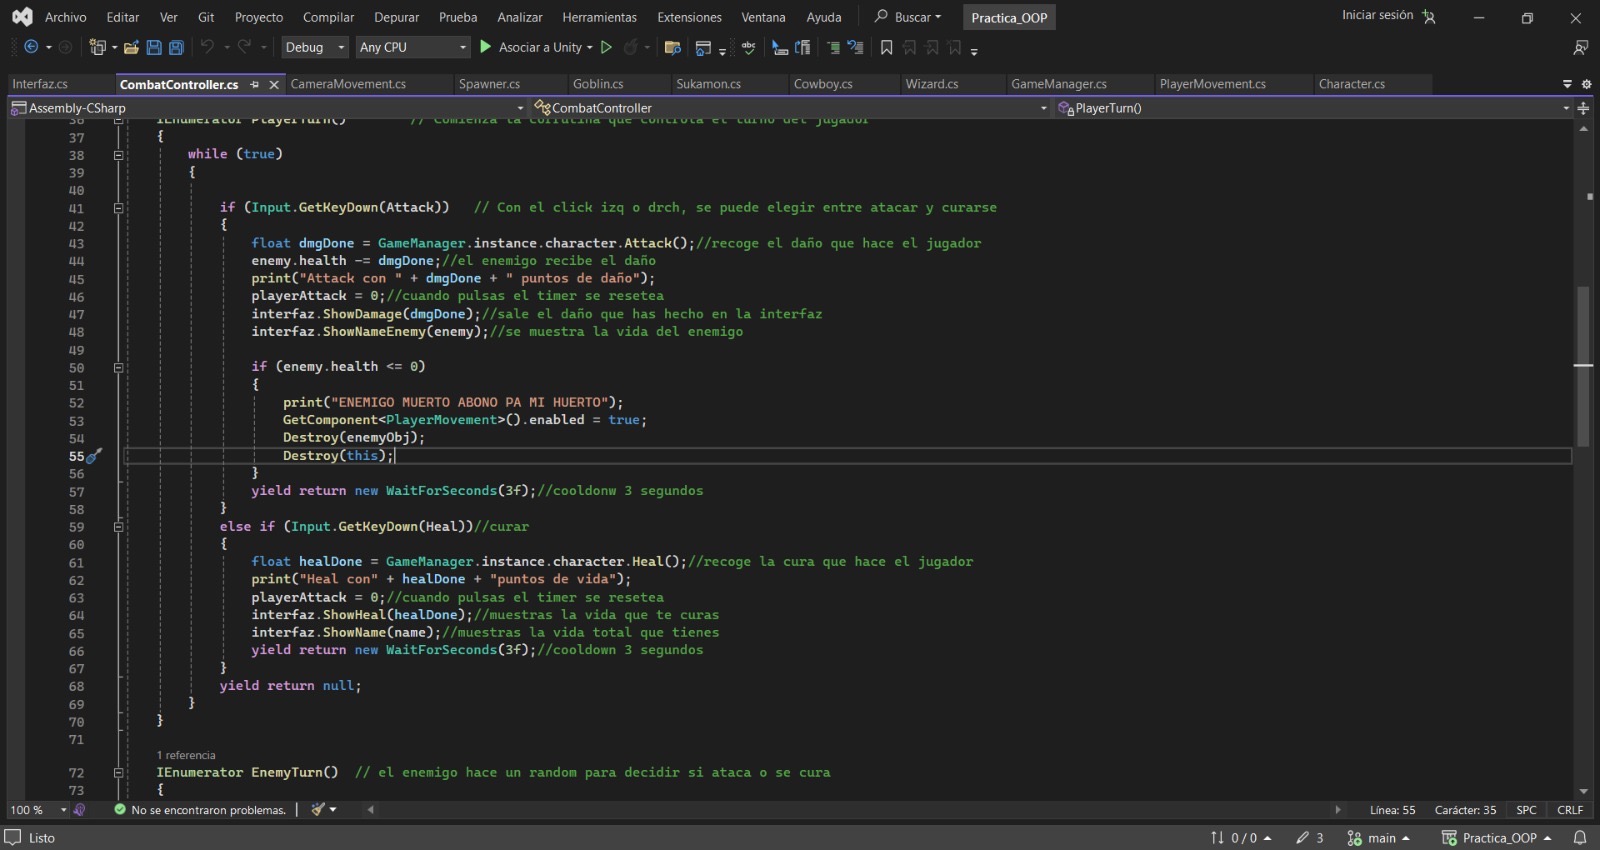 Archivo Editar Ver Git Proyecto Compilar Depurar Prueba Analizar Herramientas Extensiones Ventana Ayuda Buscar Practica_OOP Iniciar sesión
Debug Any CPU Asociar a Unity
Interfaz.cs CombatController.cs CameraMovement.cs Spawner.cs Goblin.cs Sukamon.cs Cowboy.cs Wizard.cs GameManager.cs PlayerMovement.cs Character.cs
Assembly-CSharp CombatController PlayerTurn()
36 IEnumerator PlayerTurn() // Comienza la corrutina que controla el turno del jugador
37 {
38 while (true)
39 {
40
41 if (Input.GetKeyDown(Attack)) // Con el click izq o drch, se puede elegir entre atacar y curarse
42 {
43 float dmgDone = GameManager.instance.character.Attack();//recoge el daño que hace el jugador
44 enemy.health -= dmgDone;//el enemigo recibe el daño
45 print("Attack con " + dmgDone + " puntos de daño");
46 playerAttack = 0;//cuando pulsas el timer se resetea
47 interfaz.ShowDamage(dmgDone);//sale el daño que has hecho en la interfaz
48 interfaz.ShowNameEnemy(enemy);//se muestra la vida del enemigo
49
50 if (enemy.health <= 0)
51 {
52 print("ENEMIGO MUERTO ABONO PA MI HUERTO");
53 GetComponent<PlayerMovement>().enabled = true;
54 Destroy(enemyObj);
55 Destroy(this);
56 }
57 yield return new WaitForSeconds(3f);//cooldonw 3 segundos
58 }
59 else if (Input.GetKeyDown(Heal))//curar
60 {
61 float healDone = GameManager.instance.character.Heal();//recoge la cura que hace el jugador
62 print("Heal con" + healDone + "puntos de vida");
63 playerAttack = 0;//cuando pulsas el timer se resetea
64 interfaz.ShowHeal(healDone);//muestras la vida que te curas
65 interfaz.ShowName(name);//muestras la vida total que tienes
66 yield return new WaitForSeconds(3f);//cooldown 3 segundos
67 }
68 yield return null;
69 }
70 }
71
1 referencia
72 IEnumerator EnemyTurn() // el enemigo hace un random para decidir si ataca o se cura
73 {
100 % No se encontraron problemas. Línea: 55 Carácter: 35 SPC CRLF
Listo 0 / 0 3 main Practica_OOP